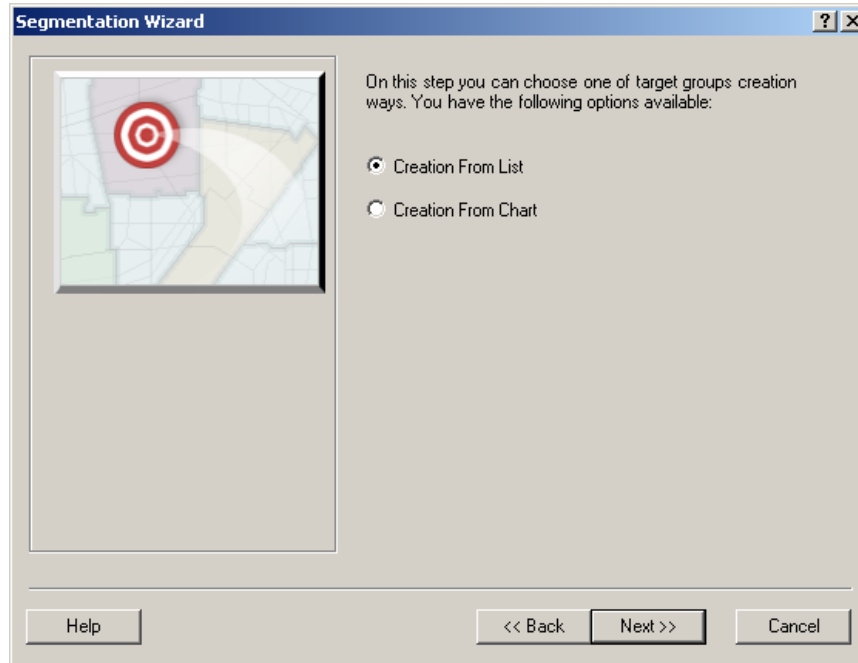 Segmentation Wizard
On this step you can choose one of target groups creation
ways. You have the following options available:
Creation From List
Creation From Chart
Help
<< Back
Next >>
Cancel